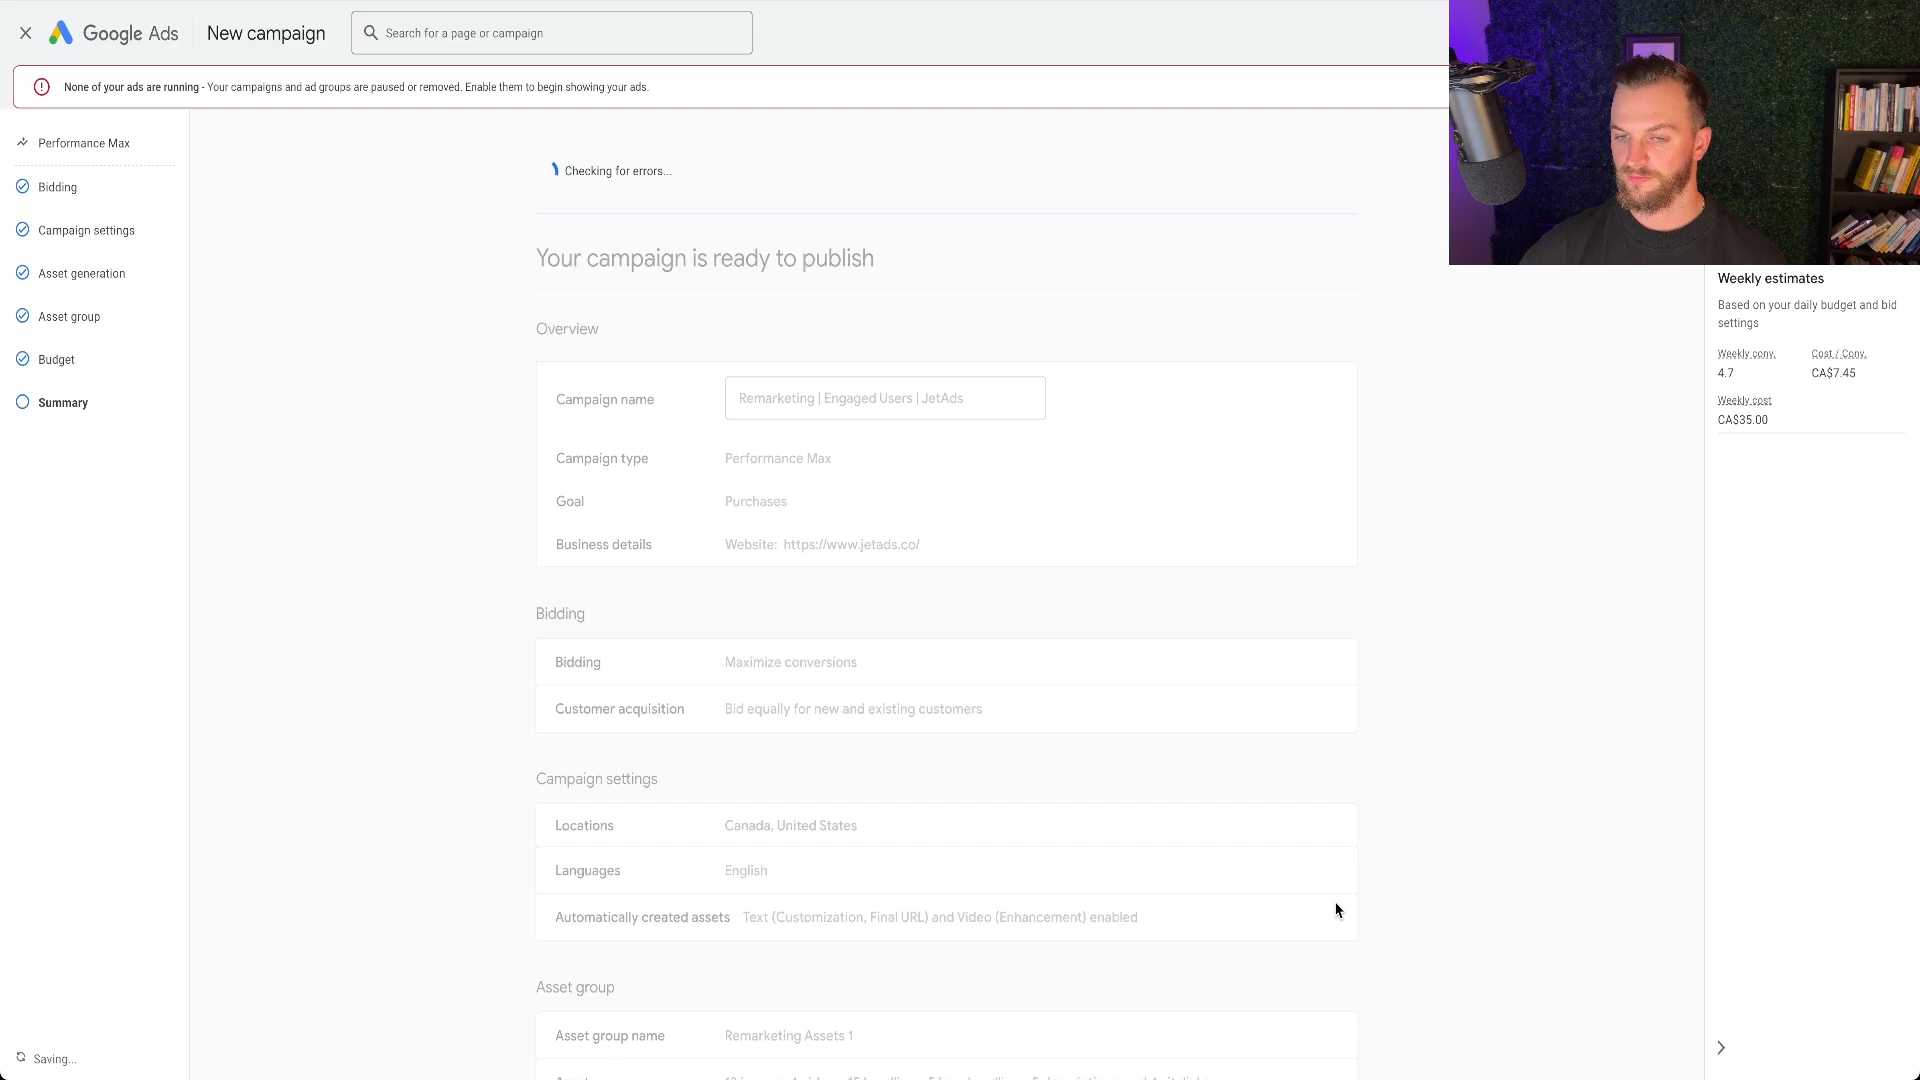 Google Ads
New campaign
Search for a page or campaign
None of your ads are running - Your campaigns and ad groups are paused or removed. Enable them to begin showing your ads.
Performance Max
Bidding
Campaign settings
Asset generation
Asset group
Budget
Summary
Saving...
Checking for errors...
Your campaign is ready to publish
Overview
Campaign name Remarketing | Engaged Users | JetAds
Campaign type Performance Max
Goal Purchases
Business details Website: https://www.jetads.co/
Bidding
Bidding Maximize conversions
Customer acquisition Bid equally for new and existing customers
Campaign settings
Locations Canada, United States
Languages English
Automatically created assets Text (Customization, Final URL) and Video (Enhancement) enabled
Asset group
Asset group name Remarketing Assets 1
Weekly estimates
Based on your daily budget and bid
settings
Weekly conv. Cost / Conv.
4.7 CA$7.45
Weekly cost
CA$35.00